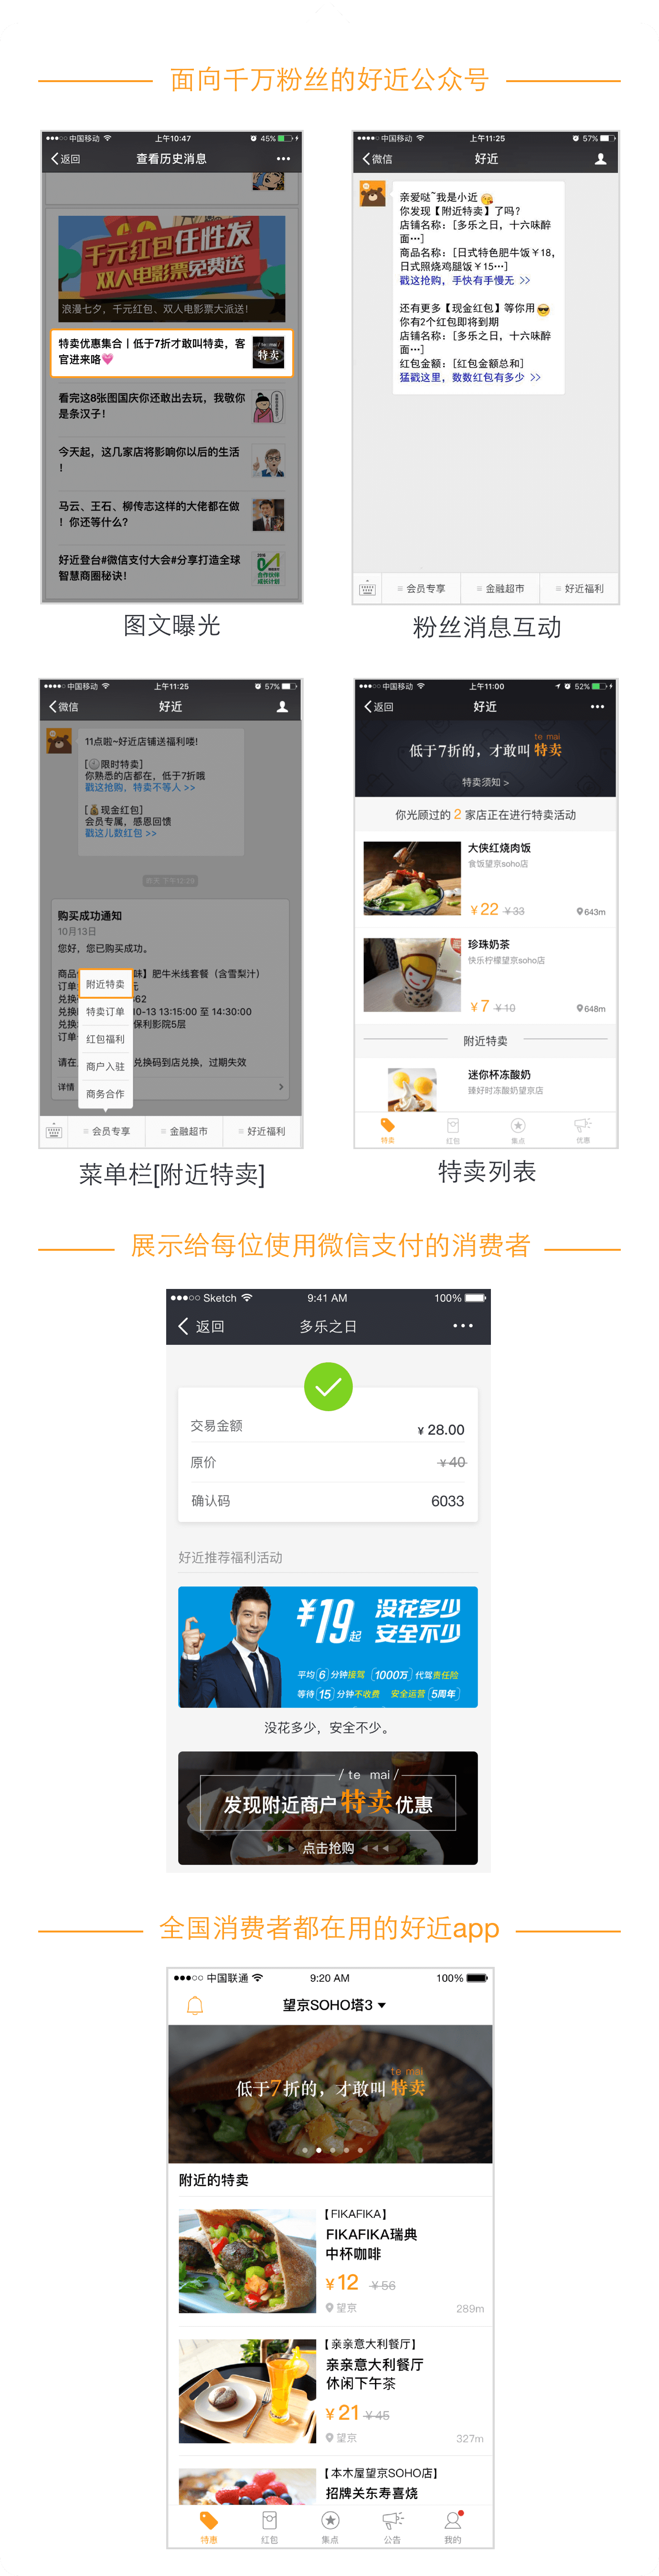 面向千万粉丝的好近公众号
中国移动 上午10:47 45%
返回 查看历史消息
千元红包任性发
双人电影票免费送
浪漫七夕，千元红包、双人电影票大派送！
特卖优惠集合丨低于7折才敢叫特卖，客
官进来咯
特卖
看完这8张图国庆你还敢出去玩，我敬你
是条汉子！
今天起，这几家店将影响你以后的生活
！
马云、王石、柳传志这样的大佬都在做
！你还等什么？
好近登台#微信支付大会#分享打造全球
智慧商圈秘诀！
合作伙伴
成长计划
图文曝光
中国移动 上午11:25 57%
微信 好近
亲爱哒~我是小近
你发现【附近特卖】了吗？
店铺名称：[多乐之日，十六味醉
面…]
商品名称：[日式特色肥牛饭￥18，
日式照烧鸡腿饭￥15…]
戳这抢购，手快有手慢无 >>
还有更多【现金红包】等你用
你有2个红包即将到期
店铺名称：[多乐之日，十六味醉
面…]
红包金额：[红包金额总和]
猛戳这里，数数红包有多少 >>
会员专享 金融超市 好近福利
粉丝消息互动
中国移动 上午11:25 57%
微信 好近
11点啦~好近店铺送福利喽!
[限时特卖]
你熟悉的店都在，低于7折哦
戳这抢购，特卖不等人 >>
[现金红包]
会员专属，感恩回馈
戳这儿数红包 >>
昨天 下午12:26
购买成功通知
10月13日
您好，您已购买成功。
商品 味】肥牛米线套餐（含雪梨汁）
订单 元
兑换 62
兑换 0-13 13:15:00 至 14:30:00
兑换 保利影院5层
订单
请在 兑换码到店兑换，过期失效
详情
附近特卖
特卖订单
红包福利
商户入驻
商务合作
会员专享 金融超市 好近福利
菜单栏[附近特卖]
中国移动 上午11:00 52%
返回 好近
te mai
低于7折的，才敢叫 特卖
特卖须知 >
你光顾过的 2 家店正在进行特卖活动
大侠红烧肉饭
食饭望京soho店
￥22 ￥33 643m
珍珠奶茶
快乐柠檬望京soho店
￥7 ￥10 648m
附近特卖
迷你杯冻酸奶
臻好时冻酸奶望京店
特卖 红包 集点 优惠
特卖列表
展示给每位使用微信支付的消费者
Sketch 9:41 AM 100%
返回 多乐之日
交易金额 ￥28.00
原价 ￥40
确认码 6033
好近推荐福利活动
¥19起 没花多少
安全不少
平均6分钟接驾 1000万 代驾责任险
等待15分钟不收费 安全运营 5周年
没花多少，安全不少。
/ te mai /
发现附近商户特卖优惠
点击抢购
全国消费者都在用的好近app
中国联通 9:20 AM 100%
望京SOHO塔3
te mai
低于7折的，才敢叫 特卖
附近的特卖
【FIKAFIKA】
FIKAFIKA瑞典
中杯咖啡
￥12 ￥56
望京 289m
【亲亲意大利餐厅】
亲亲意大利餐厅
休闲下午茶
￥21 ￥45
望京 327m
【本木屋望京SOHO店】
招牌关东寿喜烧
特惠 红包 集点 公告 我的